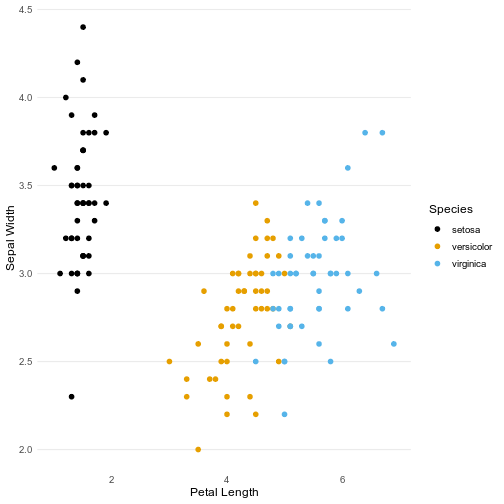 4.5
4.0
3.5
3.0
2.5
2.0
Sepal Width
2 4 6
Petal Length
Species
setosa
versicolor
virginica